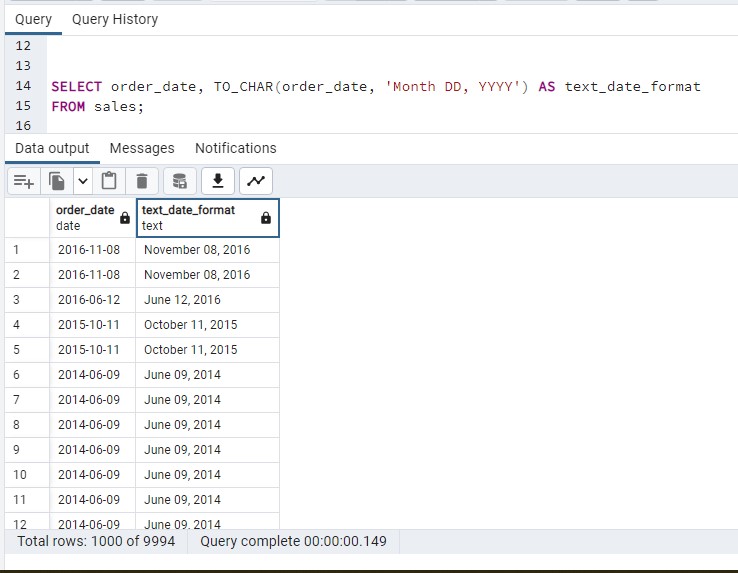 Query Query History
12
13
14 SELECT order_date, TO_CHAR(order_date, 'Month DD, YYYY') AS text_date_format
15 FROM sales;
16
Data output Messages Notifications
order_date text_date_format
date text
1 2016-11-08 November 08, 2016
2 2016-11-08 November 08, 2016
3 2016-06-12 June 12, 2016
4 2015-10-11 October 11, 2015
5 2015-10-11 October 11, 2015
6 2014-06-09 June 09, 2014
7 2014-06-09 June 09, 2014
8 2014-06-09 June 09, 2014
9 2014-06-09 June 09, 2014
10 2014-06-09 June 09, 2014
11 2014-06-09 June 09, 2014
12 2014-06-09 June 09, 2014
Total rows: 1000 of 9994 Query complete 00:00:00.149